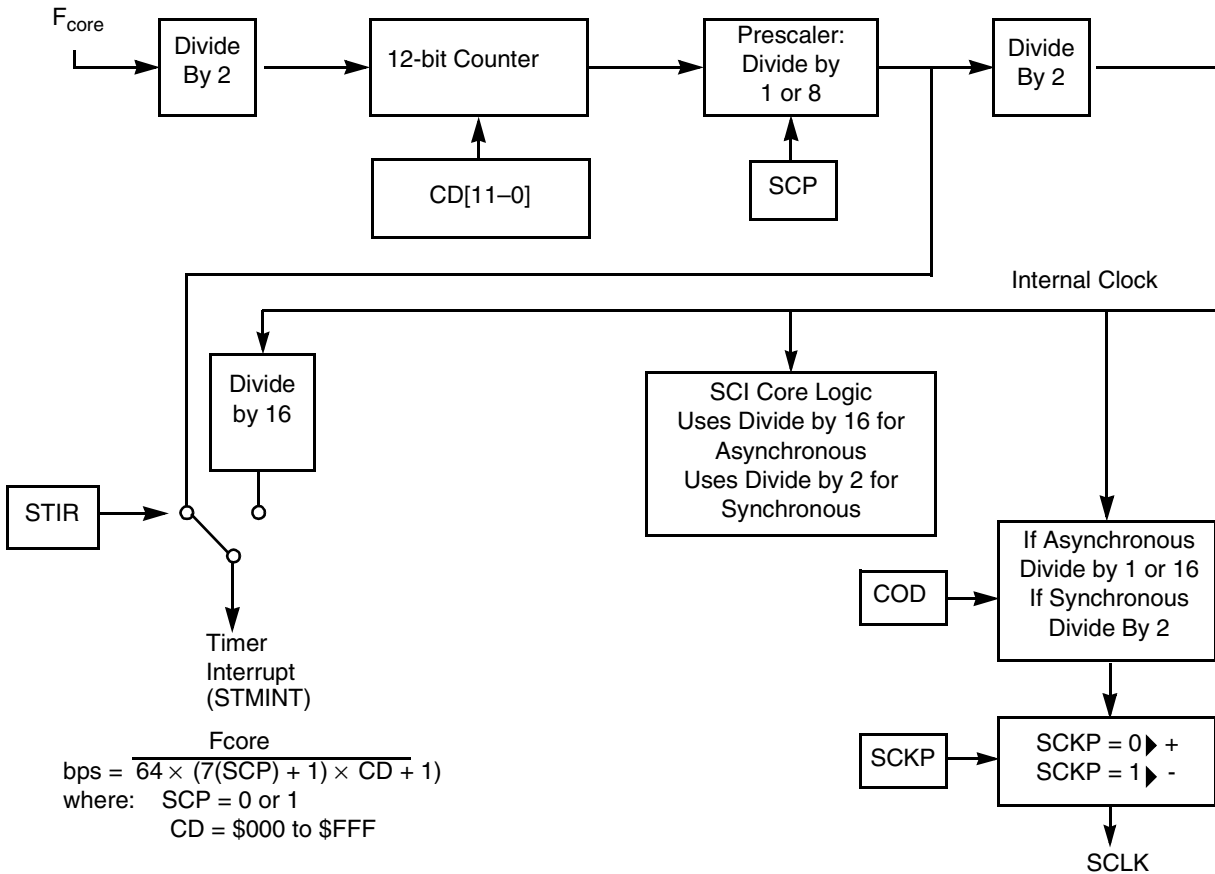 F_core
Divide
By 2
12-bit Counter
Prescaler:
Divide by
1 or 8
Divide
By 2
CD[11–0]
SCP
Internal Clock
Divide
by 16
SCI Core Logic
Uses Divide by 16 for
Asynchronous
Uses Divide by 2 for
Synchronous
STIR
If Asynchronous
Divide by 1 or 16
If Synchronous
Divide By 2
COD
Timer
Interrupt
(STMINT)
SCKP
SCKP = 0 +
SCKP = 1 -
Fcore
bps = 64 × (7(SCP) + 1) × CD + 1)
where: SCP = 0 or 1
CD = $000 to $FFF
SCLK